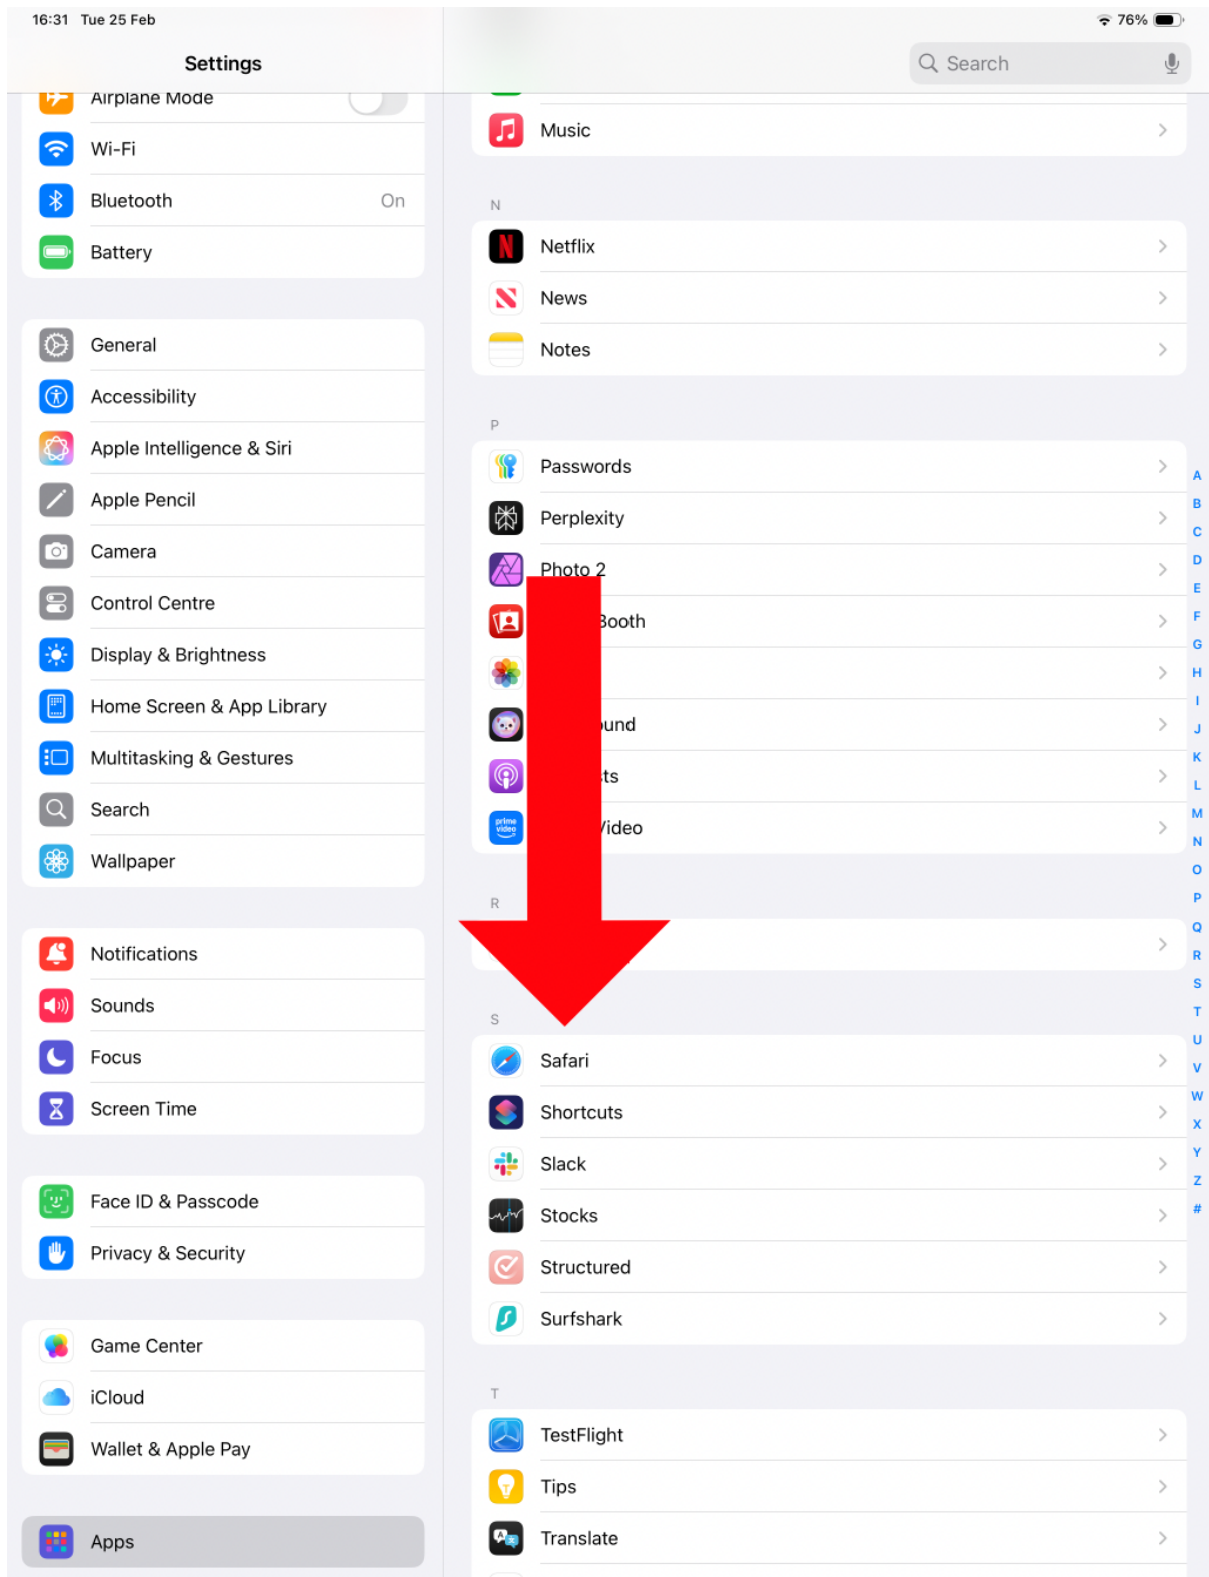 16:31 Tue 25 Feb
76%
Settings
Search
Airplane Mode
Wi-Fi
Bluetooth On
Battery
General
Accessibility
Apple Intelligence & Siri
Apple Pencil
Camera
Control Centre
Display & Brightness
Home Screen & App Library
Multitasking & Gestures
Search
Wallpaper
Notifications
Sounds
Focus
Screen Time
Face ID & Passcode
Privacy & Security
Game Center
iCloud
Wallet & Apple Pay
Apps
Music
N
Netflix
News
Notes
P
Passwords
Perplexity
Photo 2
Booth
und
ts
prime
video
Video
R
S
Safari
Shortcuts
Slack
Stocks
Structured
Surfshark
T
TestFlight
Tips
Translate
A
B
C
D
E
F
G
H
I
J
K
L
M
N
O
P
Q
R
S
T
U
V
W
X
Y
Z
#